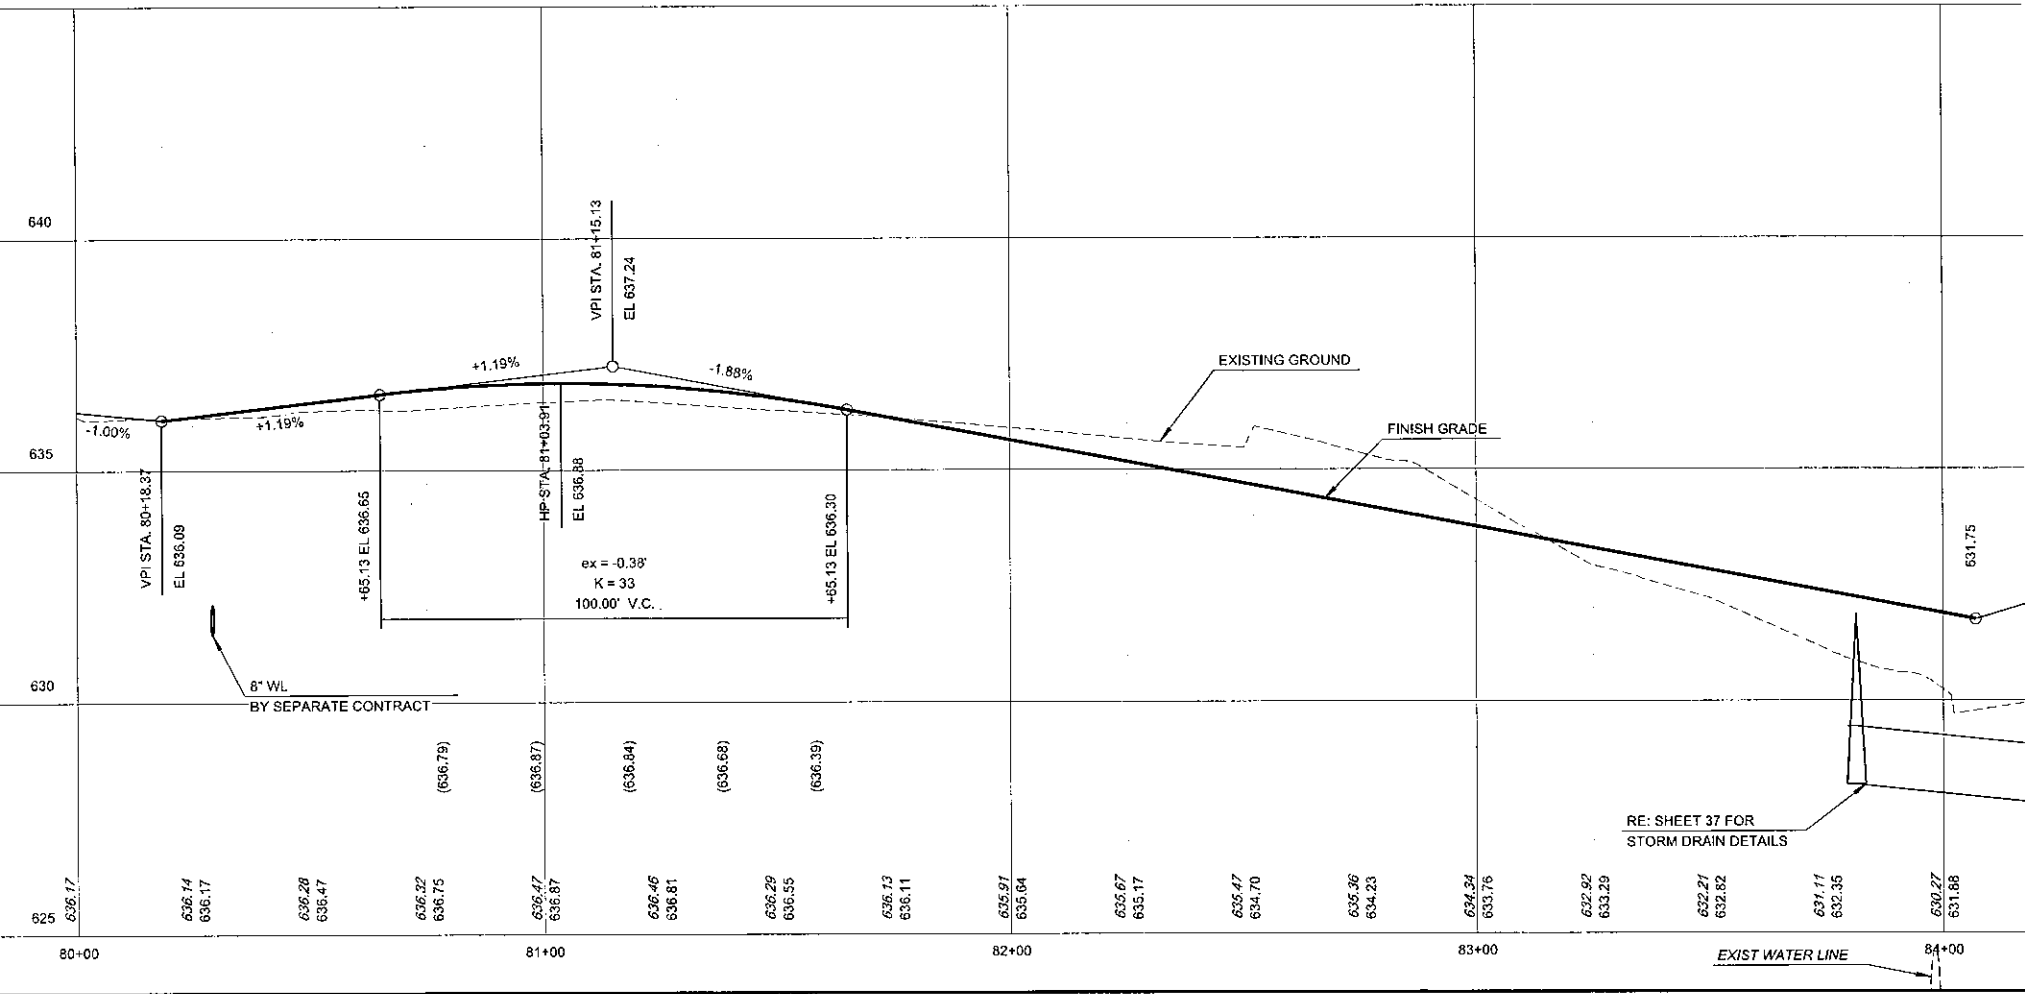 640
635
630
625
VPI STA. 81+15.13
EL 637.24
+1.19%
-1.88%
EXISTING GROUND
FINISH GRADE
-1.00%
+1.19%
VPI STA. 80+18.37
EL 636.09
+65.13 EL 636.65
HP STA. 81+03.91
EL 636.88
+65.13 EL 636.30
ex = -0.38'
K = 33
100.00' V.C.
631.75
8" WL
BY SEPARATE CONTRACT
(636.79)
(636.87)
(636.84)
(636.68)
(636.39)
RE: SHEET 37 FOR
STORM DRAIN DETAILS
636.17
636.14
636.17
636.28
636.47
636.32
636.75
636.47
636.87
636.46
636.81
636.29
636.55
636.13
636.11
635.91
635.64
635.67
635.17
635.47
634.70
635.36
634.23
634.34
633.76
632.92
633.29
632.21
632.82
631.11
632.35
630.27
631.88
80+00
81+00
82+00
83+00
84+00
EXIST WATER LINE